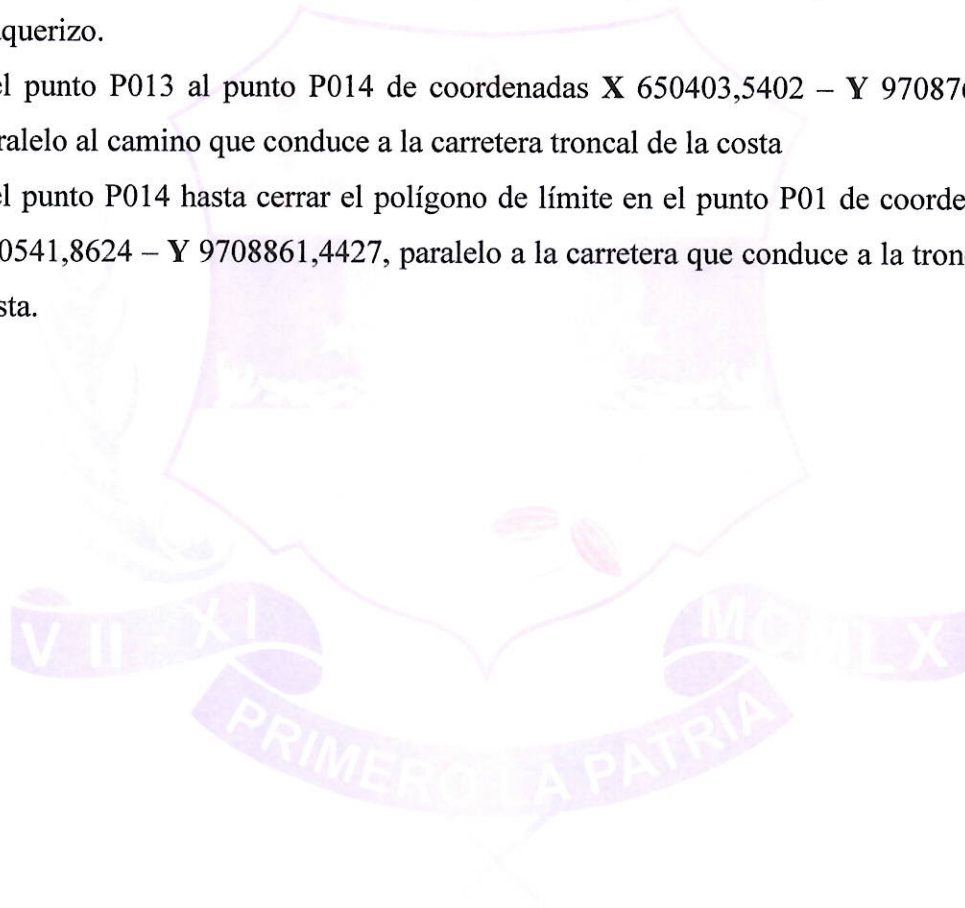 querizo.
el punto P013 al punto P014 de coordenadas X 650403,5402 – Y 97087
ralelo al camino que conduce a la carretera troncal de la costa
el punto P014 hasta cerrar el polígono de límite en el punto P01 de coorde
0541,8624 – Y 9708861,4427, paralelo a la carretera que conduce a la tron
sta.
VII - XI
PRIMERO LA PATRIA